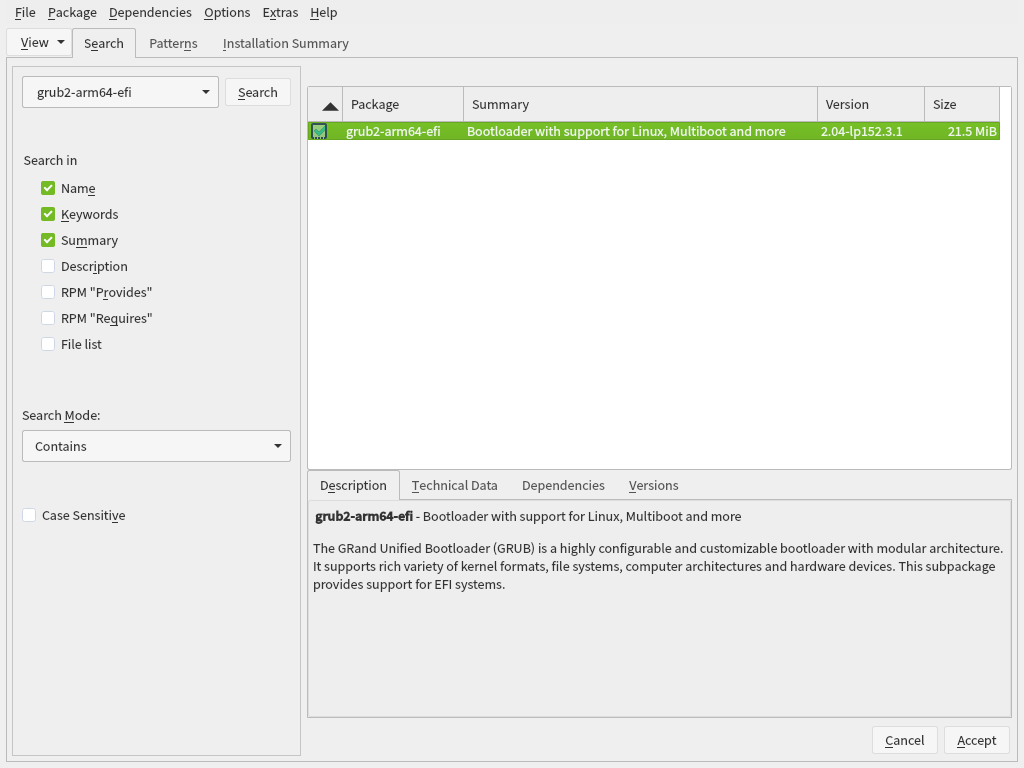 File Package Dependencies Options Extras Help
View Search Patterns Installation Summary
grub2-arm64-efi Search
Search in
Name
Keywords
Summary
Description
RPM "Provides"
RPM "Requires"
File list
Search Mode:
Contains
Case Sensitive
Package Summary Version Size
grub2-arm64-efi Bootloader with support for Linux, Multiboot and more 2.04-lp152.3.1 21.5 MiB
Description Technical Data Dependencies Versions
grub2-arm64-efi - Bootloader with support for Linux, Multiboot and more
The GRand Unified Bootloader (GRUB) is a highly configurable and customizable bootloader with modular architecture.
It supports rich variety of kernel formats, file systems, computer architectures and hardware devices. This subpackage
provides support for EFI systems.
Cancel Accept